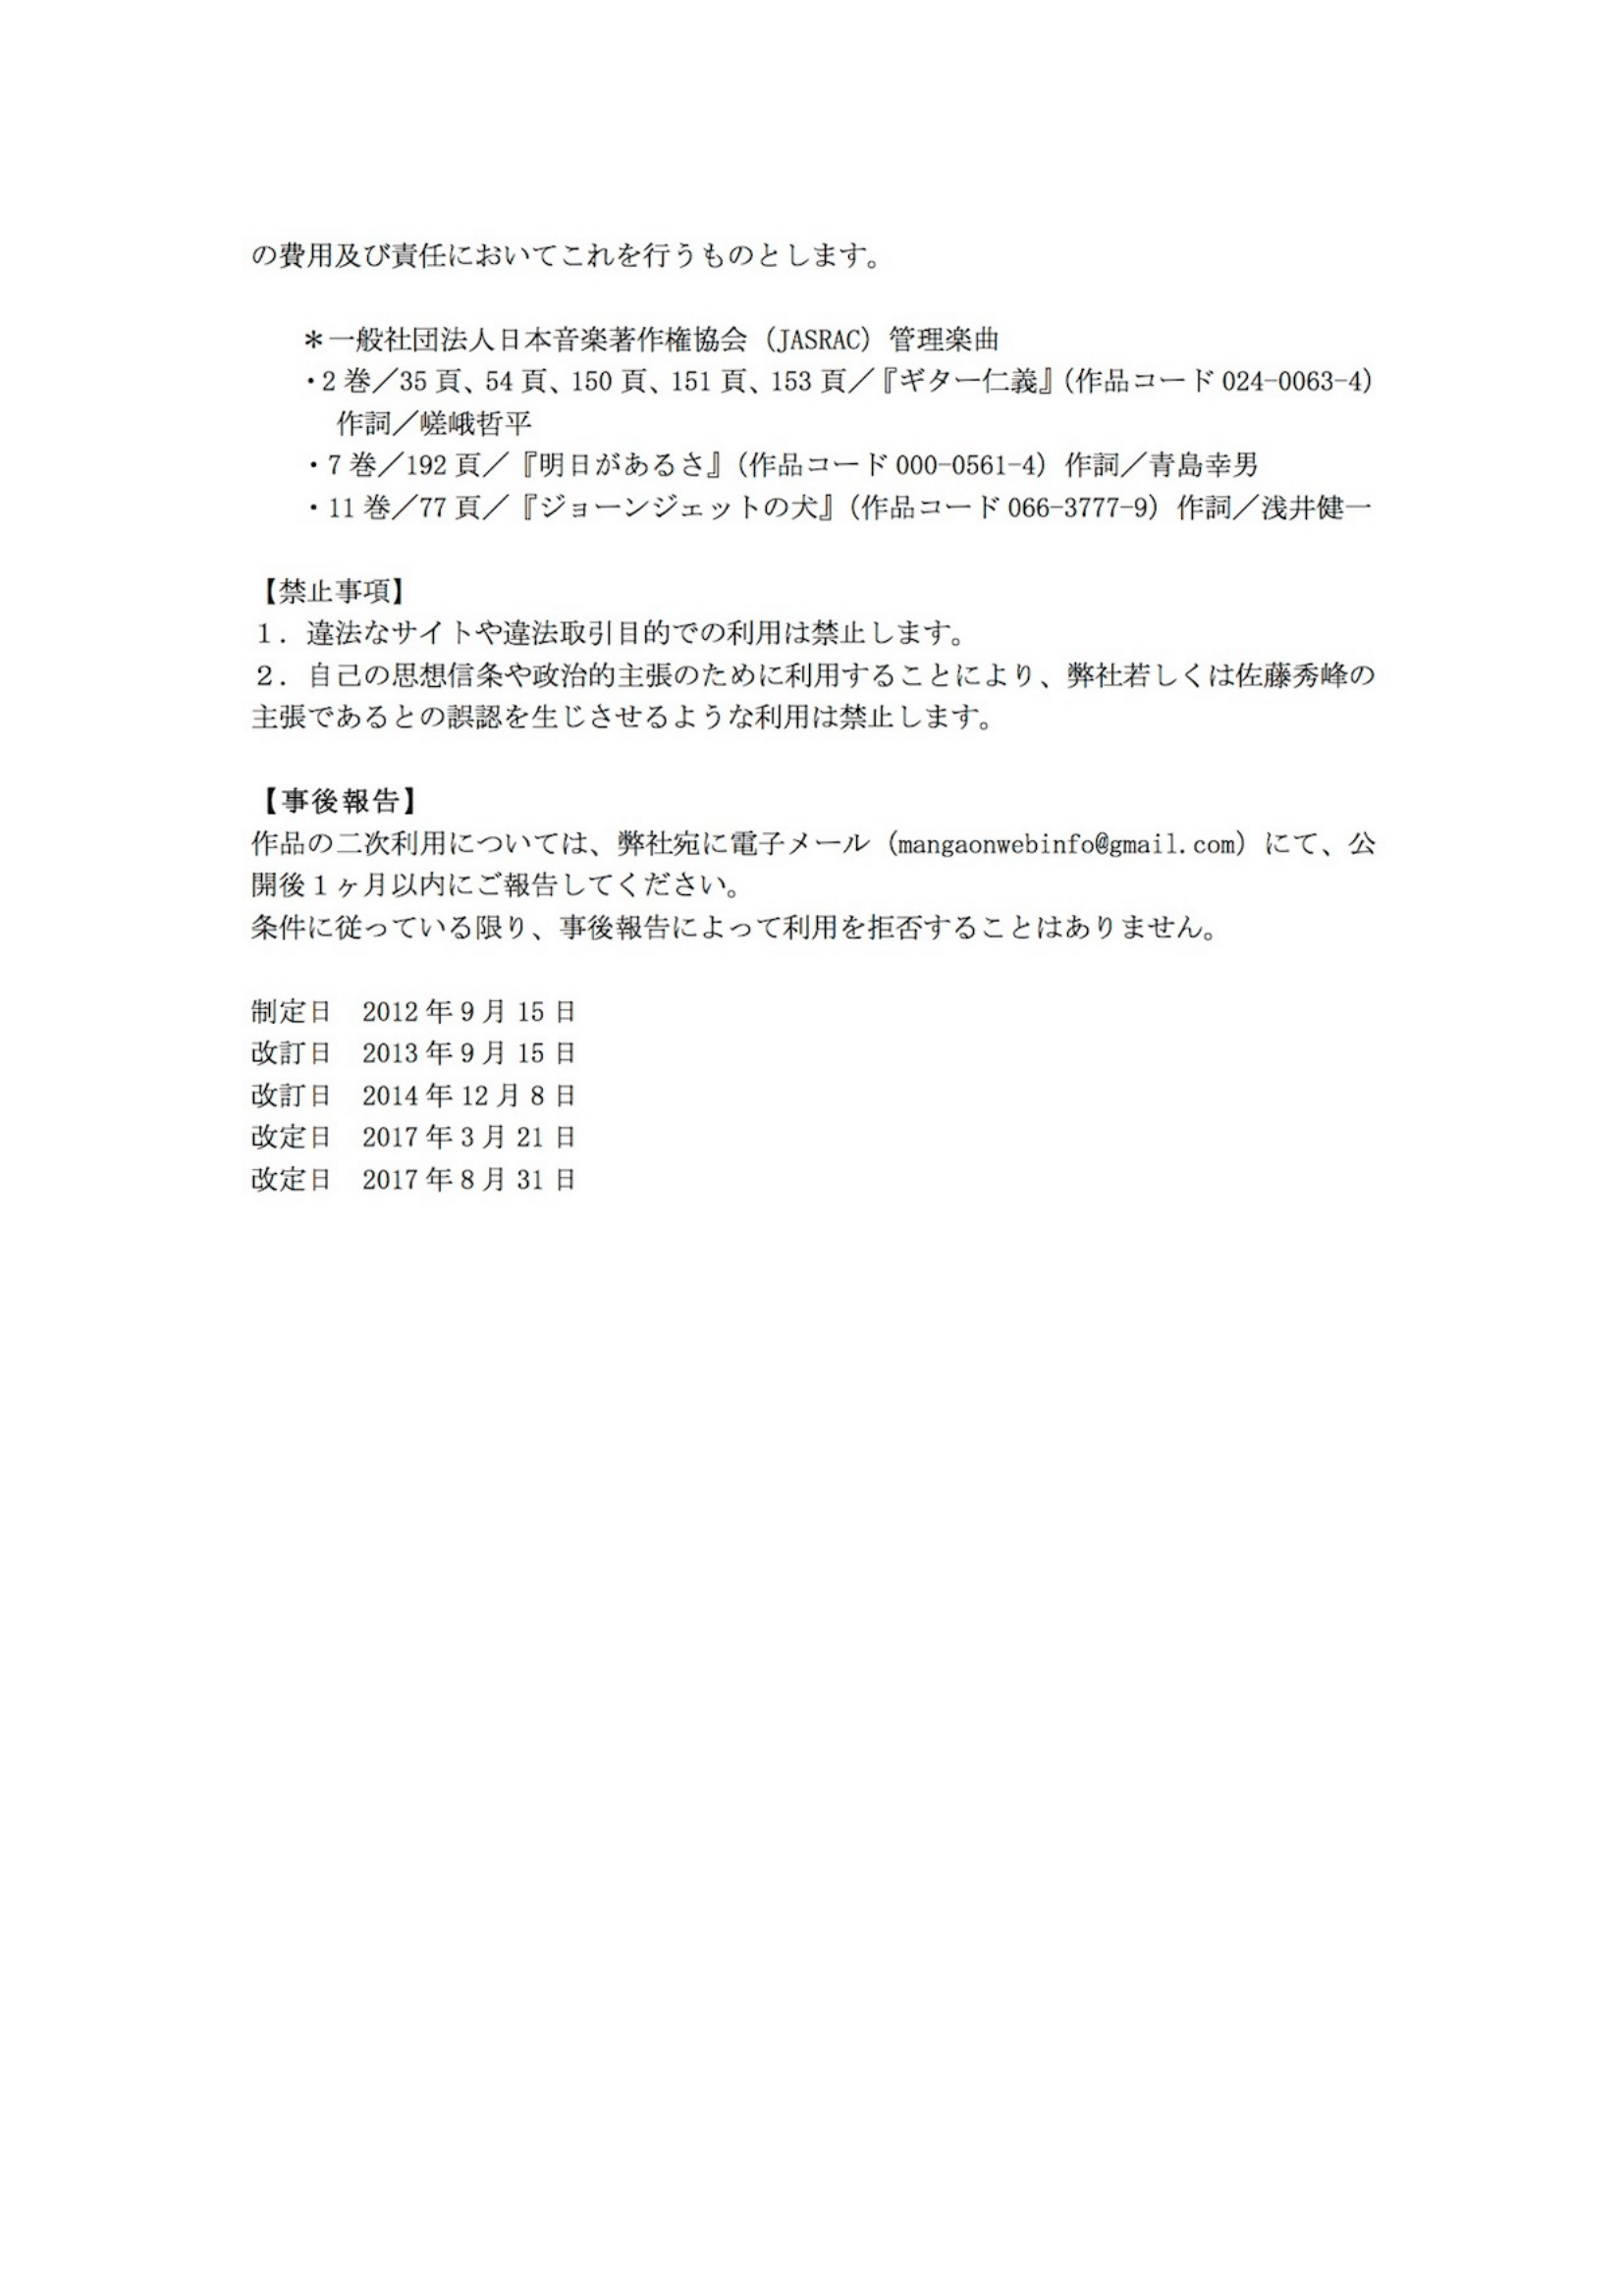 の費用及び責任においてこれを行うものとします。
＊一般社団法人日本音楽著作権協会（JASRAC）管理楽曲
・2 巻／35 頁、54 頁、150 頁、151 頁、153 頁／『ギター仁義』（作品コード 024-0063-4）
作詞／嵯峨哲平
・7 巻／192 頁／『明日があるさ』（作品コード 000-0561-4）作詞／青島幸男
・11 巻／77 頁／『ジョーンジェットの犬』（作品コード 066-3777-9）作詞／浅井健一
【禁止事項】
１．違法なサイトや違法取引目的での利用は禁止します。
２．自己の思想信条や政治的主張のために利用することにより、弊社若しくは佐藤秀峰の
主張であるとの誤認を生じさせるような利用は禁止します。
【事後報告】
作品の二次利用については、弊社宛に電子メール（mangaonwebinfo@gmail.com）にて、公
開後１ヶ月以内にご報告してください。
条件に従っている限り、事後報告によって利用を拒否することはありません。
制定日　2012 年 9 月 15 日
改訂日　2013 年 9 月 15 日
改訂日　2014 年 12 月 8 日
改定日　2017 年 3 月 21 日
改定日　2017 年 8 月 31 日